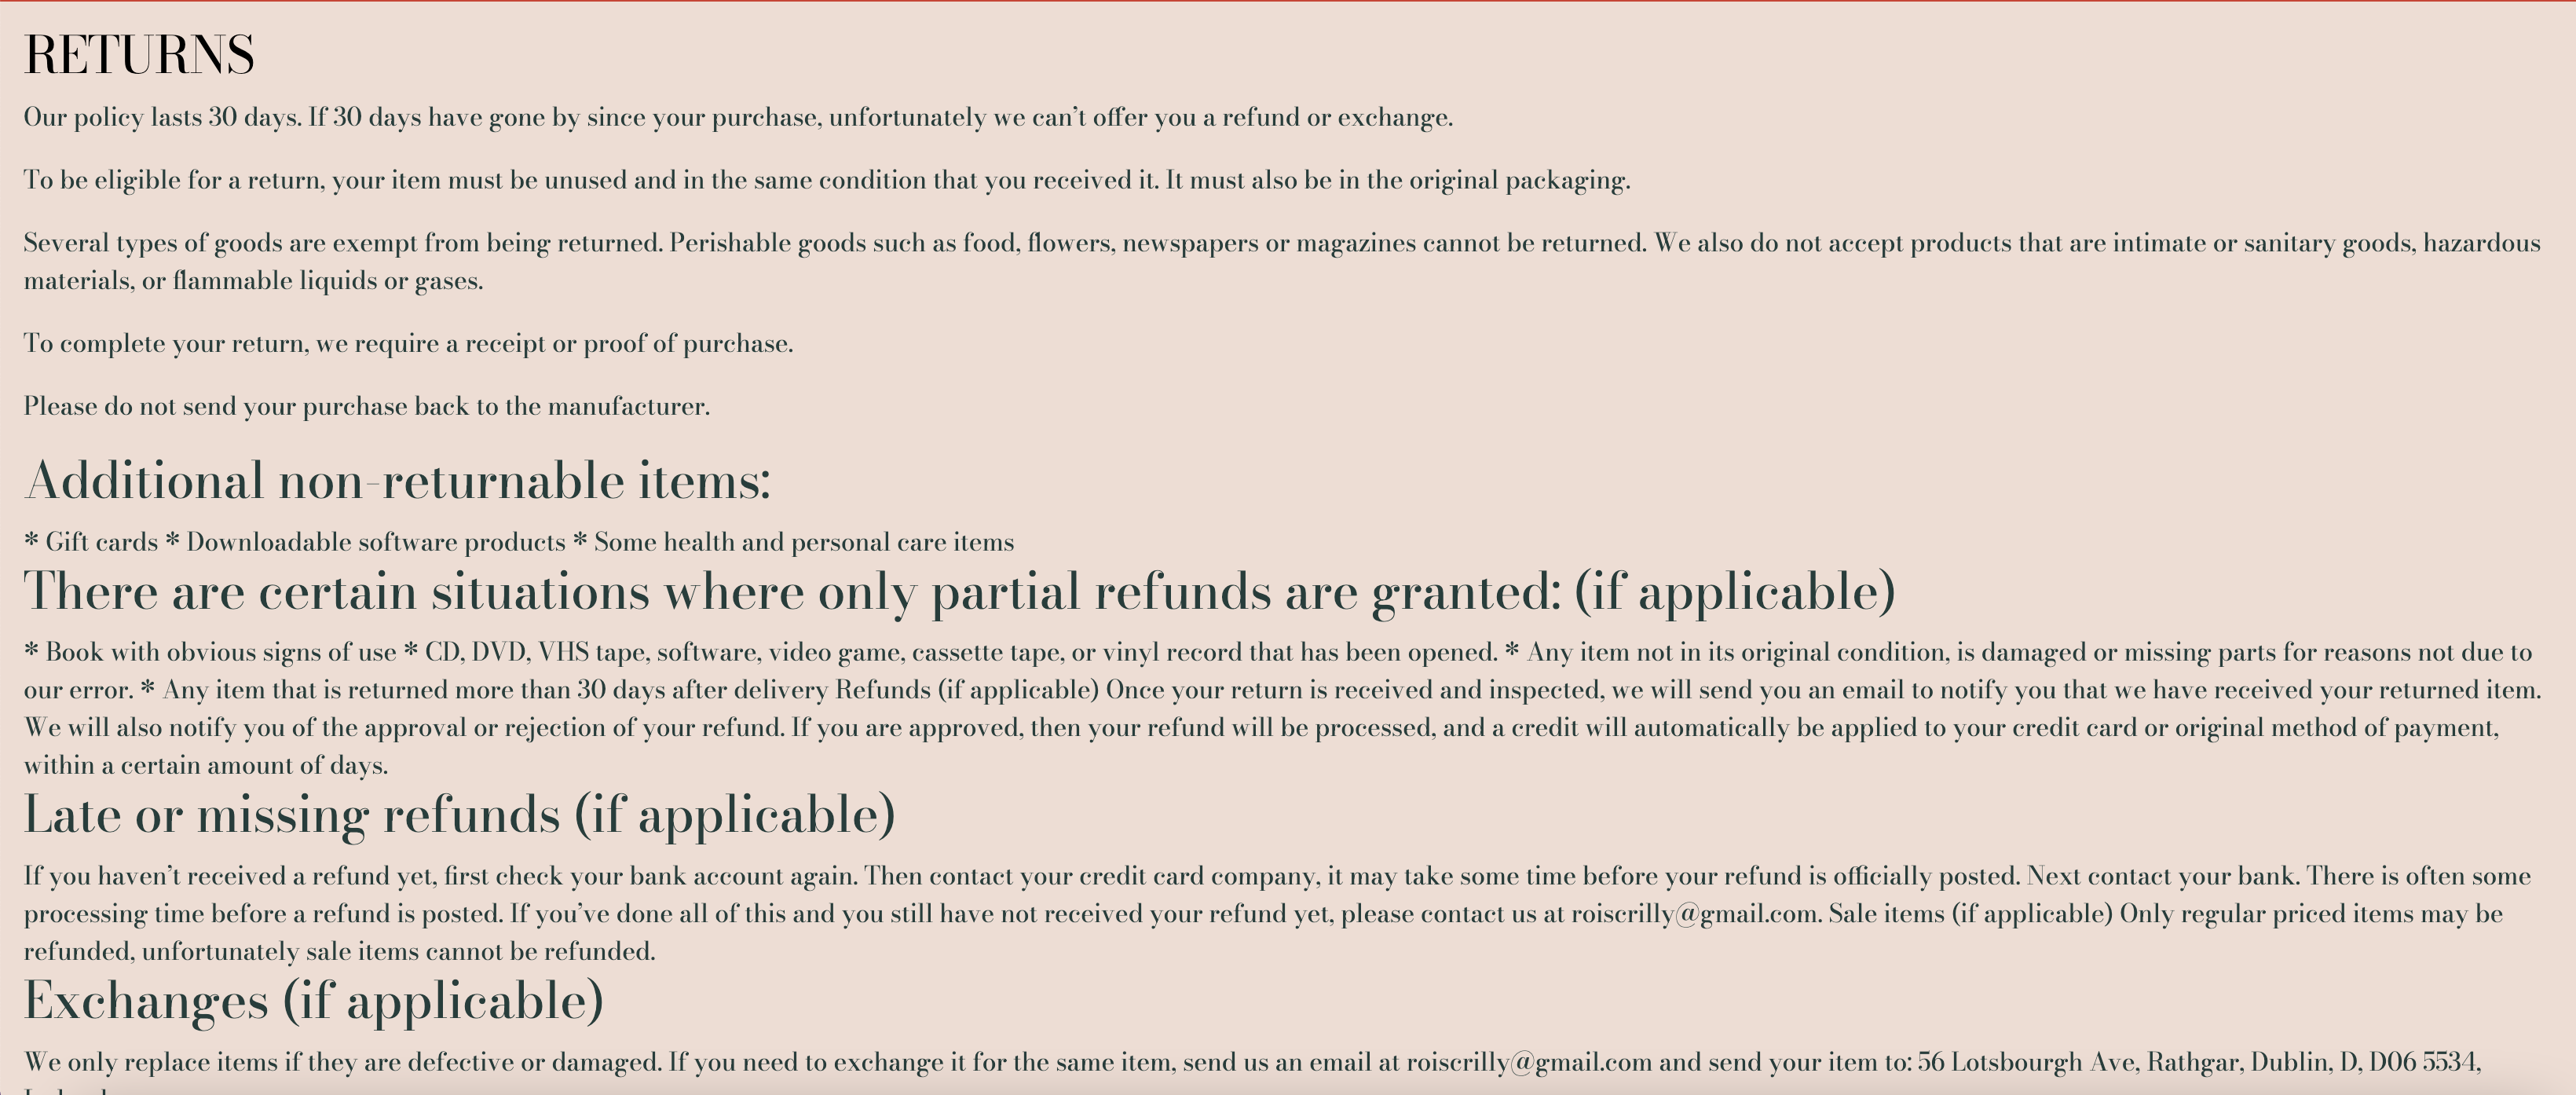 RETURNS
Our policy lasts 30 days. If 30 days have gone by since your purchase, unfortunately we can’t offer you a refund or exchange.
To be eligible for a return, your item must be unused and in the same condition that you received it. It must also be in the original packaging.
Several types of goods are exempt from being returned. Perishable goods such as food, flowers, newspapers or magazines cannot be returned. We also do not accept products that are intimate or sanitary goods, hazardous
materials, or flammable liquids or gases.
To complete your return, we require a receipt or proof of purchase.
Please do not send your purchase back to the manufacturer.
Additional non-returnable items:
* Gift cards * Downloadable software products * Some health and personal care items
There are certain situations where only partial refunds are granted: (if applicable)
* Book with obvious signs of use * CD, DVD, VHS tape, software, video game, cassette tape, or vinyl record that has been opened. * Any item not in its original condition, is damaged or missing parts for reasons not due to
our error. * Any item that is returned more than 30 days after delivery Refunds (if applicable) Once your return is received and inspected, we will send you an email to notify you that we have received your returned item.
We will also notify you of the approval or rejection of your refund. If you are approved, then your refund will be processed, and a credit will automatically be applied to your credit card or original method of payment,
within a certain amount of days.
Late or missing refunds (if applicable)
If you haven’t received a refund yet, first check your bank account again. Then contact your credit card company, it may take some time before your refund is officially posted. Next contact your bank. There is often some
processing time before a refund is posted. If you’ve done all of this and you still have not received your refund yet, please contact us at roiscrilly@gmail.com. Sale items (if applicable) Only regular priced items may be
refunded, unfortunately sale items cannot be refunded.
Exchanges (if applicable)
We only replace items if they are defective or damaged. If you need to exchange it for the same item, send us an email at roiscrilly@gmail.com and send your item to: 56 Lotsbourgh Ave, Rathgar, Dublin, D, D06 5534,